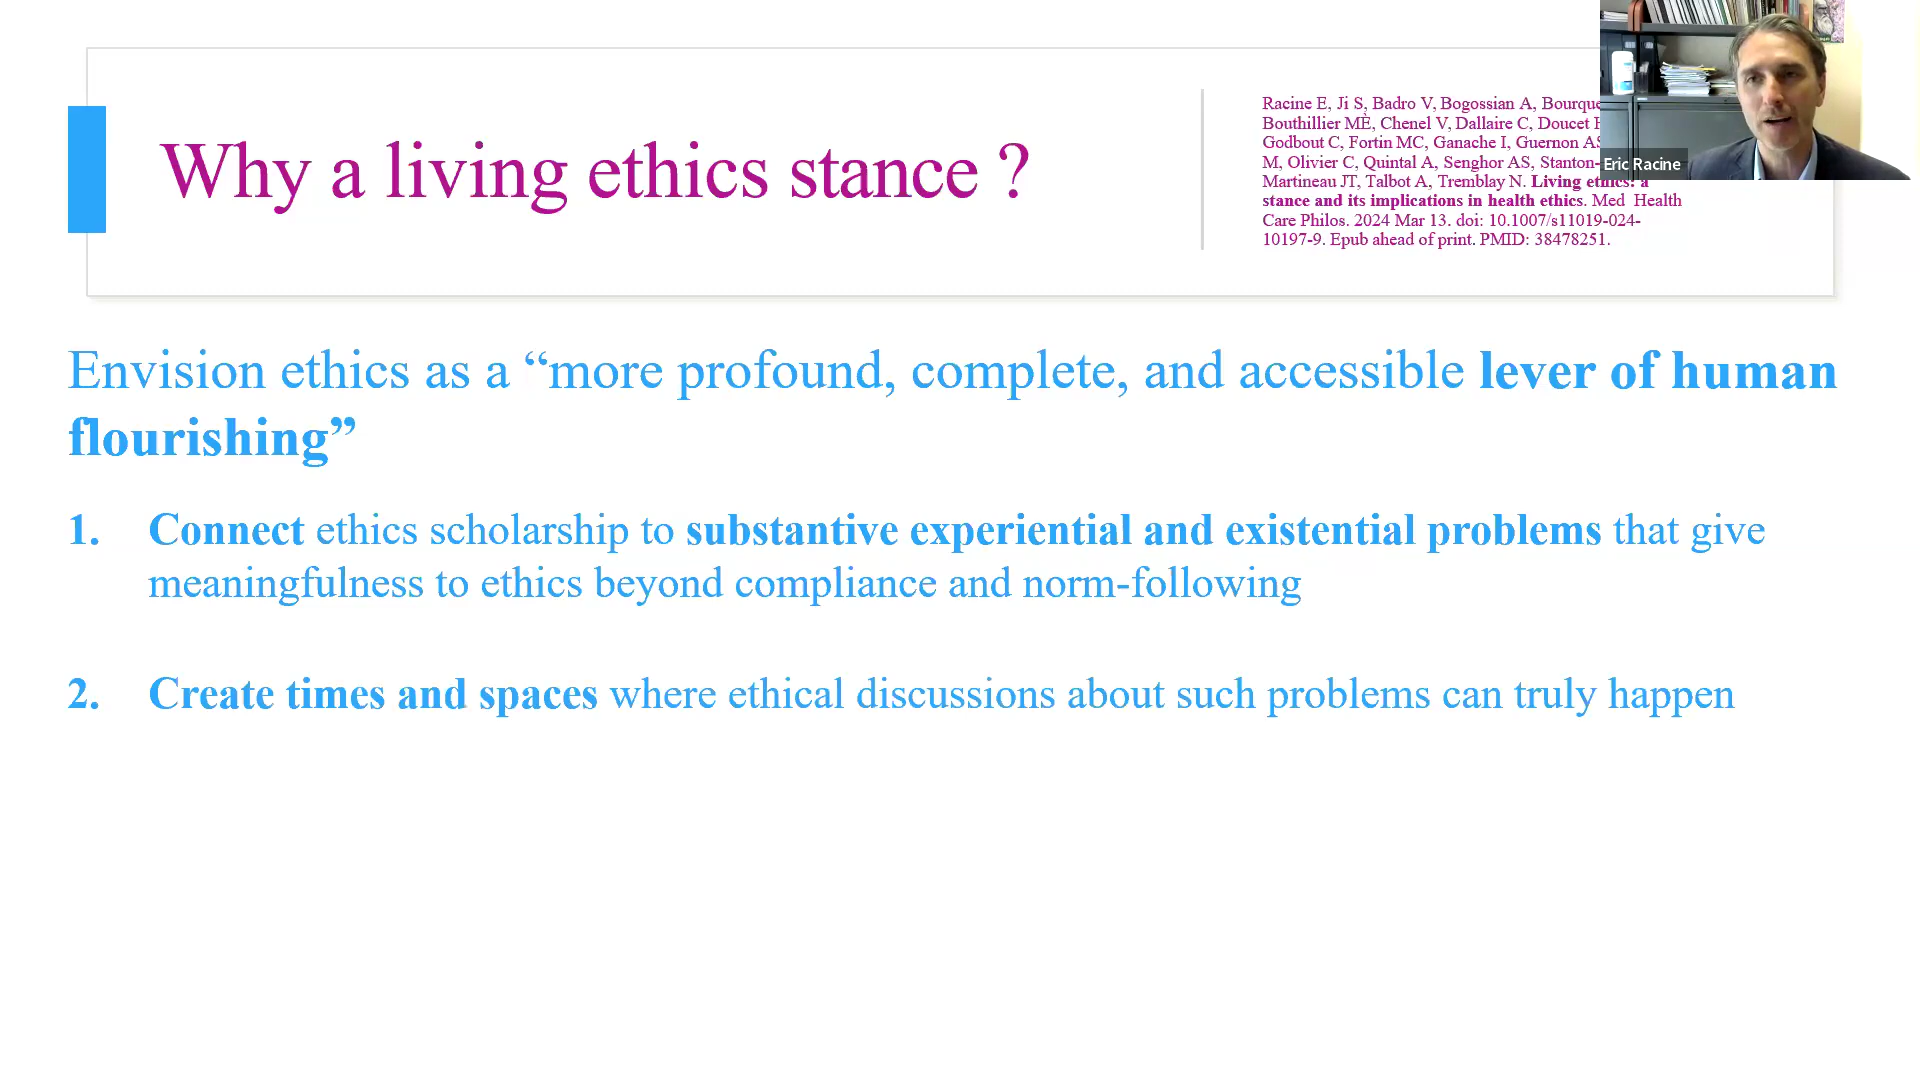 Why a living ethics stance ?
Racine E, Ji S, Badro V, Bogossian A, Bourque
Bouthillier MÈ, Chenel V, Dallaire C, Doucet
Godbout C, Fortin MC, Ganache I, Guernon
M, Olivier C, Quintal A, Senghor AS, Stanton-
Martineau JT, Talbot A, Tremblay N. Living ethics: a
stance and its implications in health ethics. Med Health
Care Philos. 2024 Mar 13. doi: 10.1007/s11019-024-
10197-9. Epub ahead of print. PMID: 38478251.
Eric Racine
Envision ethics as a “more profound, complete, and accessible lever of human
flourishing”
1. Connect ethics scholarship to substantive experiential and existential problems that give
meaningfulness to ethics beyond compliance and norm-following
2. Create times and spaces where ethical discussions about such problems can truly happen